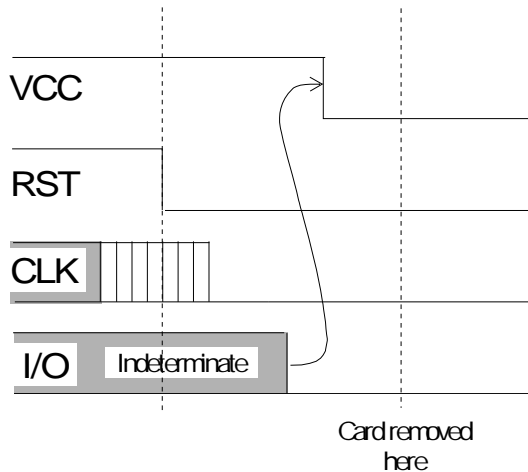 VCC
RST
CLK
I/O
Indeterminate
Card removed
here